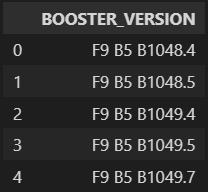 BOOSTER_VERSION
0 F9 B5 B1048.4
1 F9 B5 B1048.5
2 F9 B5 B1049.4
3 F9 B5 B1049.5
4 F9 B5 B1049.7